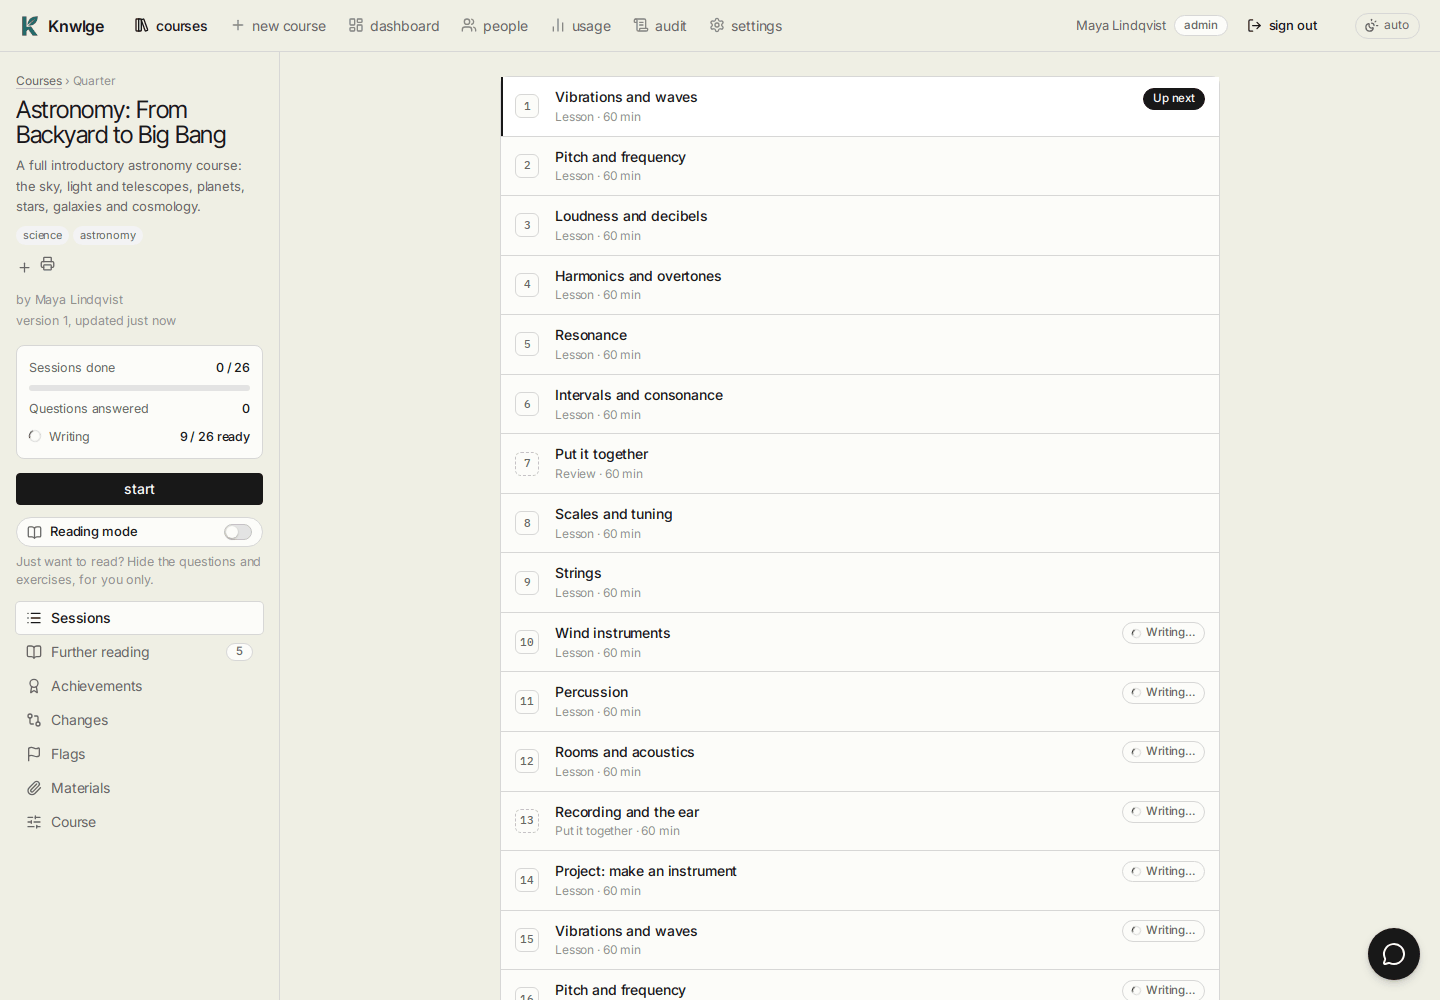 Knwlge
courses
new course
dashboard
people
usage
audit
settings
Maya Lindqvist
admin
sign out
auto
Courses › Quarter
Astronomy: From
Backyard to Big Bang
A full introductory astronomy course:
the sky, light and telescopes, planets,
stars, galaxies and cosmology.
science
astronomy
by Maya Lindqvist
version 1, updated just now
Sessions done 0 / 26
Questions answered 0
Writing 9 / 26 ready
start
Reading mode
Just want to read? Hide the questions and
exercises, for you only.
Sessions
Further reading 5
Achievements
Changes
Flags
Materials
Course
1 Vibrations and waves Up next
Lesson · 60 min
2 Pitch and frequency
Lesson · 60 min
3 Loudness and decibels
Lesson · 60 min
4 Harmonics and overtones
Lesson · 60 min
5 Resonance
Lesson · 60 min
6 Intervals and consonance
Lesson · 60 min
7 Put it together
Review · 60 min
8 Scales and tuning
Lesson · 60 min
9 Strings
Lesson · 60 min
10 Wind instruments Writing...
Lesson · 60 min
11 Percussion Writing...
Lesson · 60 min
12 Rooms and acoustics Writing...
Lesson · 60 min
13 Recording and the ear Writing...
Put it together · 60 min
14 Project: make an instrument Writing...
Lesson · 60 min
15 Vibrations and waves Writing...
Lesson · 60 min
16 Pitch and frequency Writing...